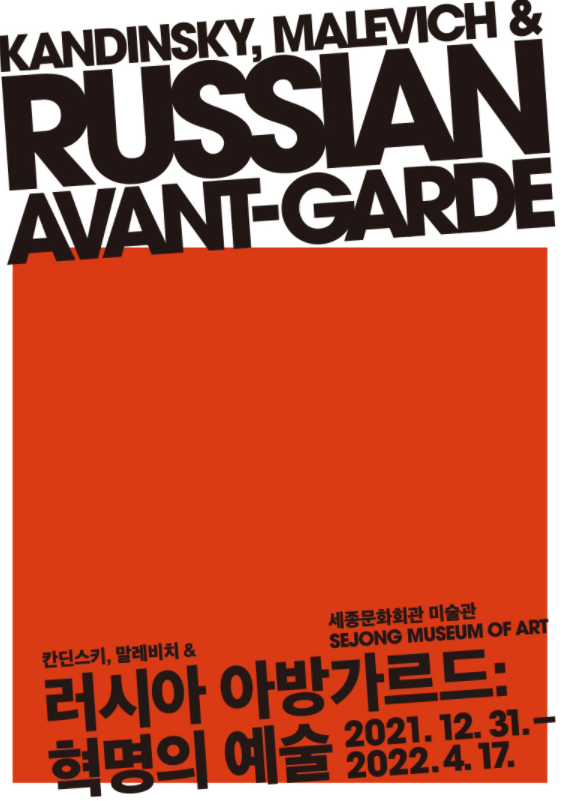 KANDINSKY, MALEVICH &
RUSSIAN
AVANT-GARDE
세종문화회관 미술관
SEJONG MUSEUM OF ART
칸딘스키, 말레비치 &
러시아 아방가르드:
혁명의 예술
2021. 12. 31.–
2022. 4. 17.